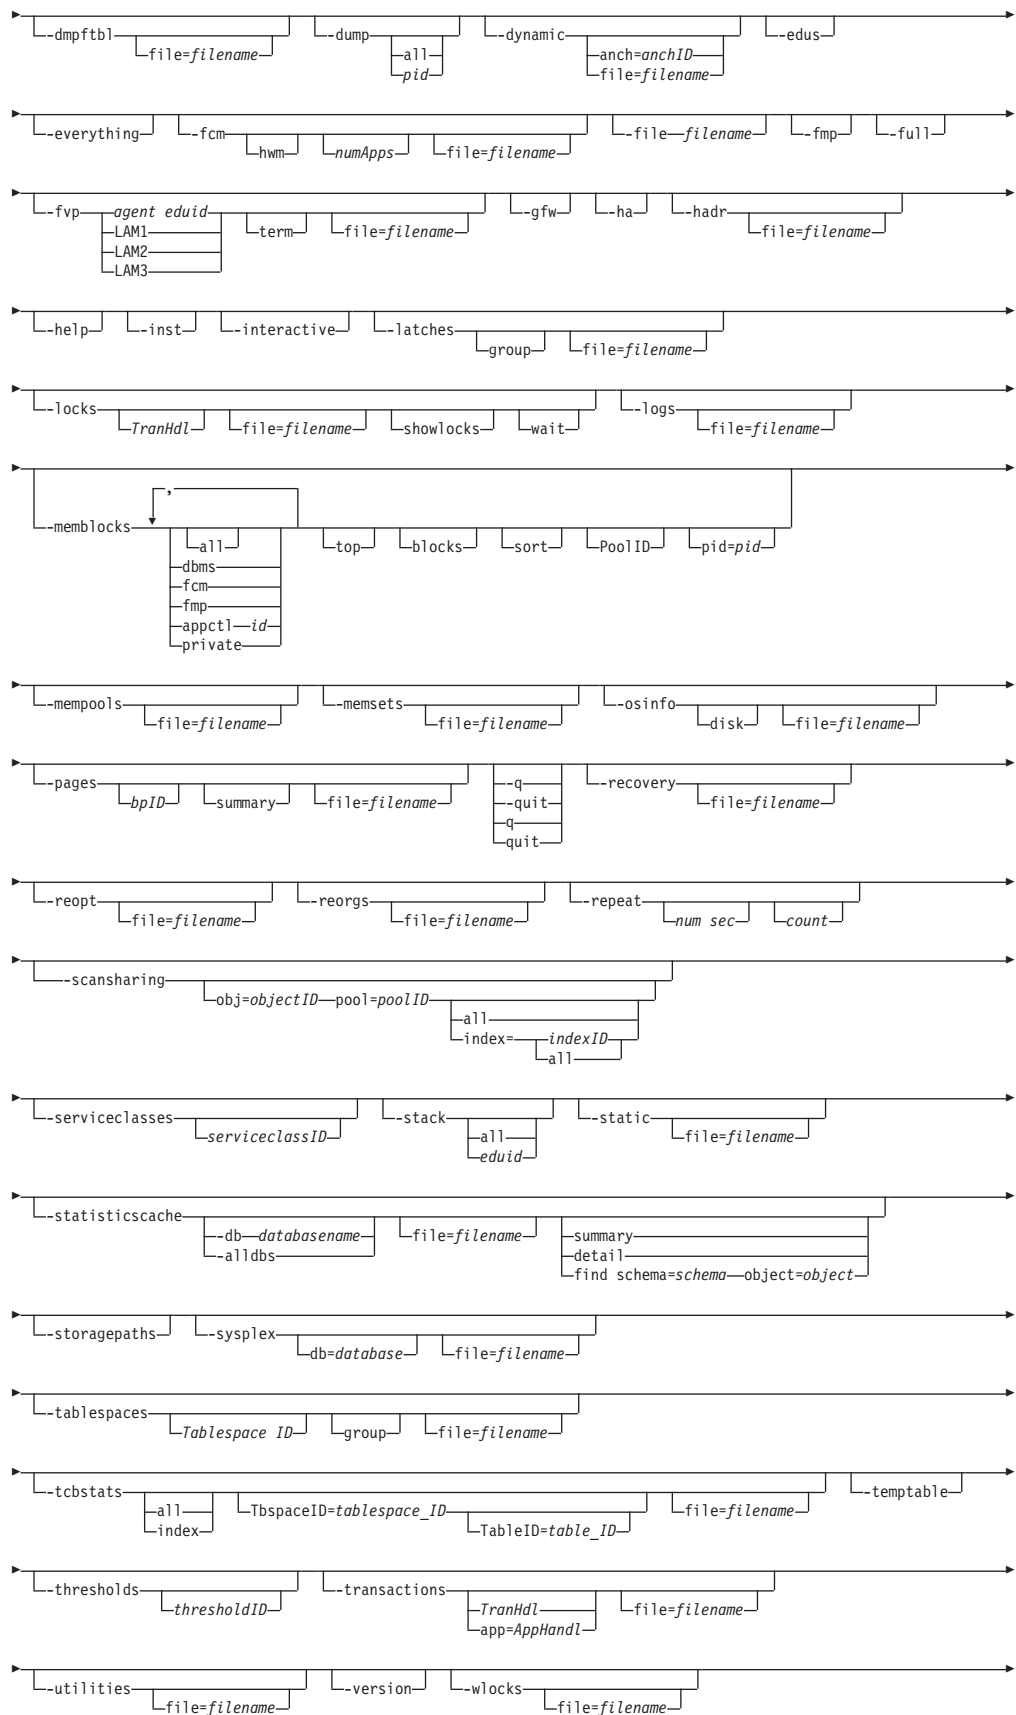 -dmpftbl -dump -dynamic -edus
file=filename all anch=anchID
pid file=filename
-everything -fcm -file filename -fmp -full
hwm numApps file=filename
-fvp agent eduid -gfw -ha -hadr
LAM1 term file=filename file=filename
LAM2
LAM3
-help -inst -interactive -latches
group file=filename
-locks -logs
TranHdl file=filename showlocks wait file=filename
,
-memblocks
all top blocks sort PoolID pid=pid
dbms
fcm
fmp
appctl id
private
-mempools -memsets -osinfo
file=filename file=filename disk file=filename
-pages -q -recovery
bpID summary file=filename -quit file=filename
q
quit
-reopt -reorgs -repeat
file=filename file=filename num sec count
-scansharing
obj=objectID pool=poolID
all
index= indexID
all
-serviceclasses -stack -static
serviceclassID all file=filename
eduid
-statisticscache
-db databasename file=filename summary
-alldbs detail
find schema=schema object=object
-storagepaths -sysplex
db=database file=filename
-tablespaces
Tablespace ID group file=filename
-tcbstats -temptable
all TbspaceID=tablespace_ID file=filename
index TableID=table_ID
-thresholds -transactions
thresholdID TranHdl file=filename
app=AppHandl
-utilities -version -wlocks
file=filename file=filename